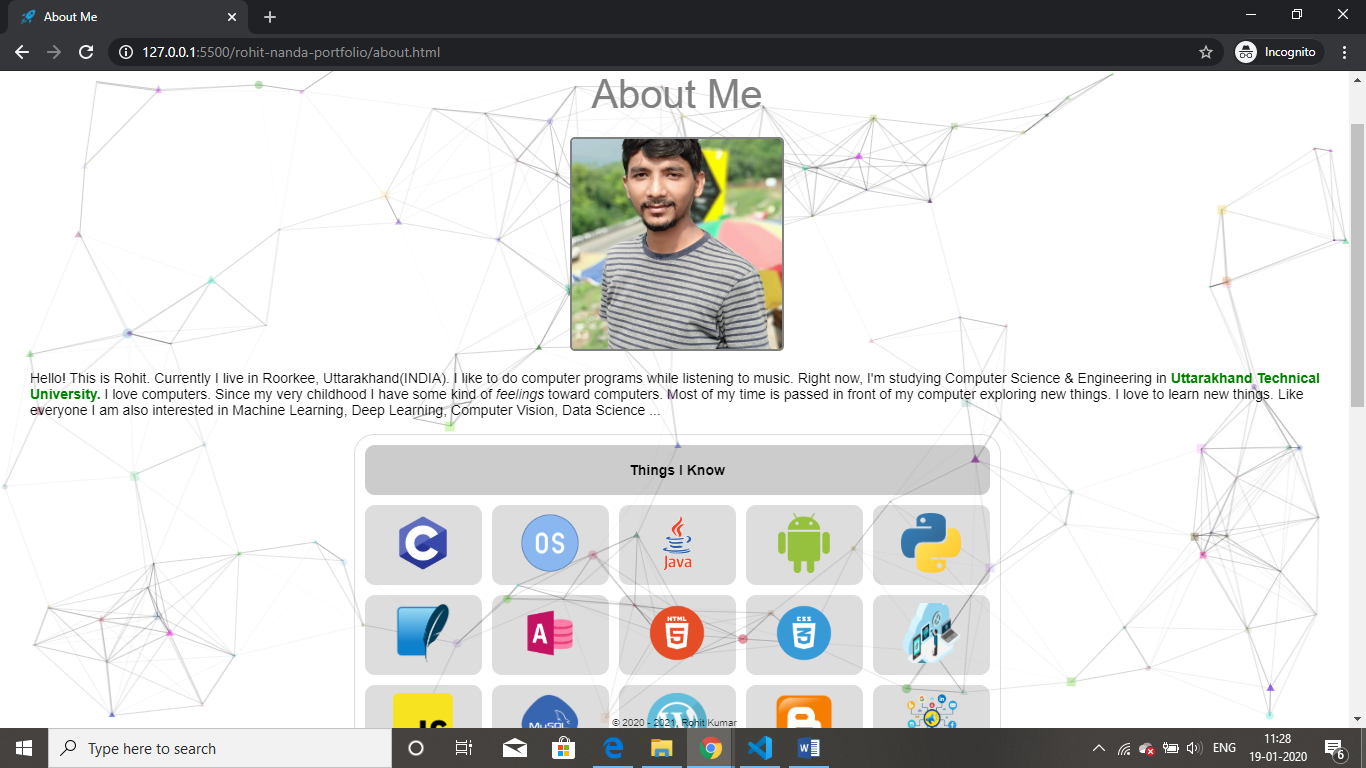 About Me
127.0.0.1:5500/rohit-nanda-portfolio/about.html
Incognito
About Me
Hello! This is Rohit. Currently I live in Roorkee, Uttarakhand(INDIA). I like to do computer programs while listening to music. Right now, I'm studying Computer Science & Engineering in Uttarakhand Technical
University. I love computers. Since my very childhood I have some kind of feelings toward computers. Most of my time is passed in front of my computer exploring new things. I love to learn new things. Like
everyone I am also interested in Machine Learning, Deep Learning, Computer Vision, Data Science ...
Things I Know
C
OS
Java
A
HTML
5
CSS
3
JS
MySQL
© 2020 - 2021, Rohit Kumar
Type here to search
ENG
11:28
19-01-2020
6